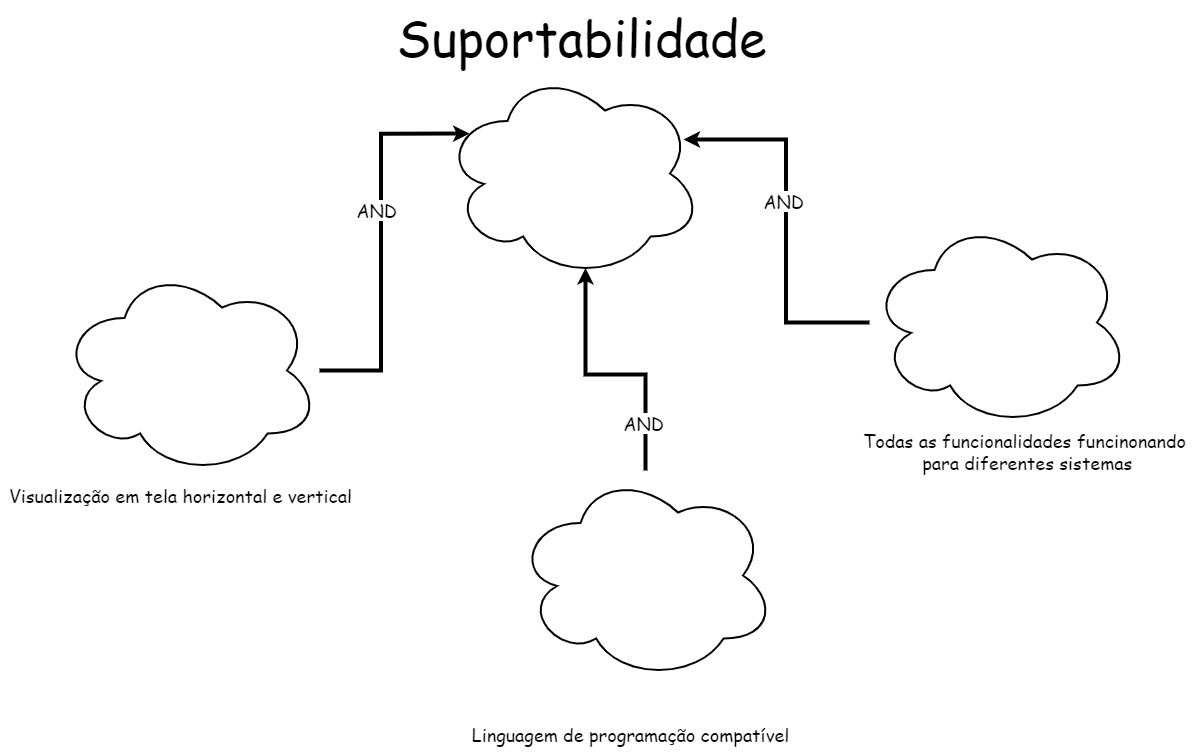 Suportabilidade
AND
AND
AND
Todas as funcionalidades funcinonando
para diferentes sistemas
Visualização em tela horizontal e vertical
Linguagem de programação compatível